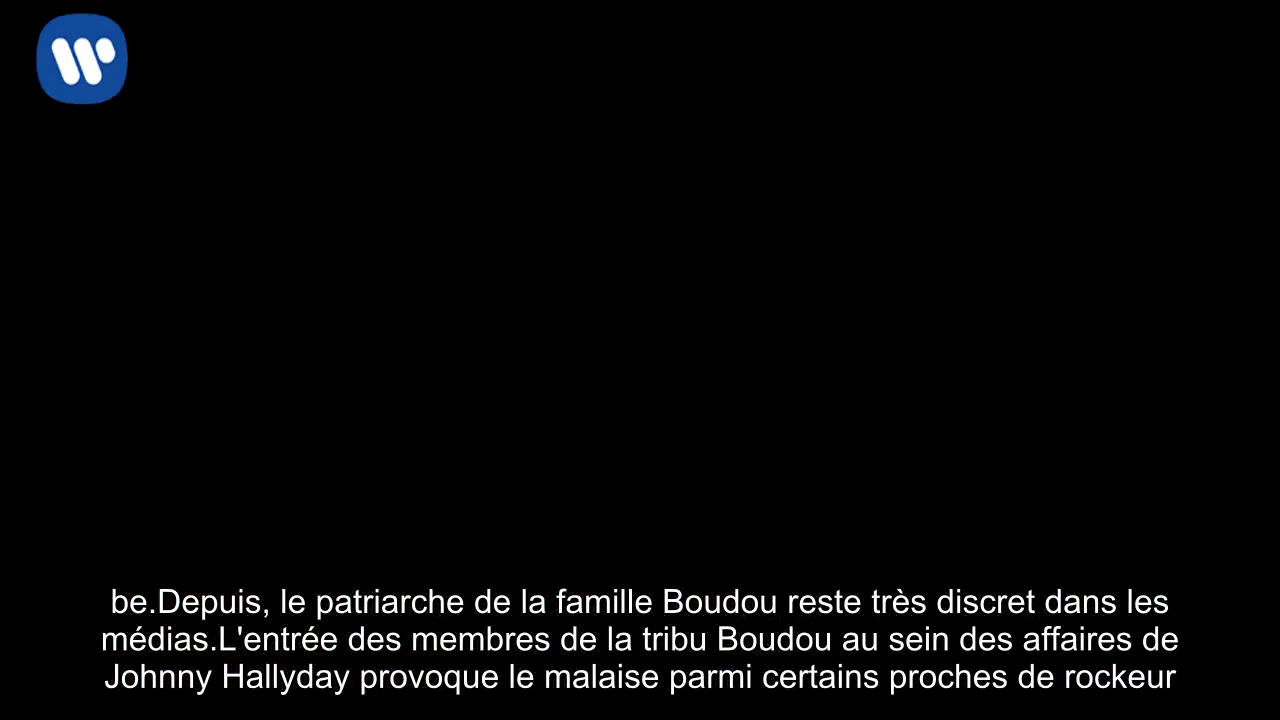 be.Depuis, le patriarche de la famille Boudou reste très discret dans les
médias.L'entrée des membres de la tribu Boudou au sein des affaires de
Johnny Hallyday provoque le malaise parmi certains proches de rockeur